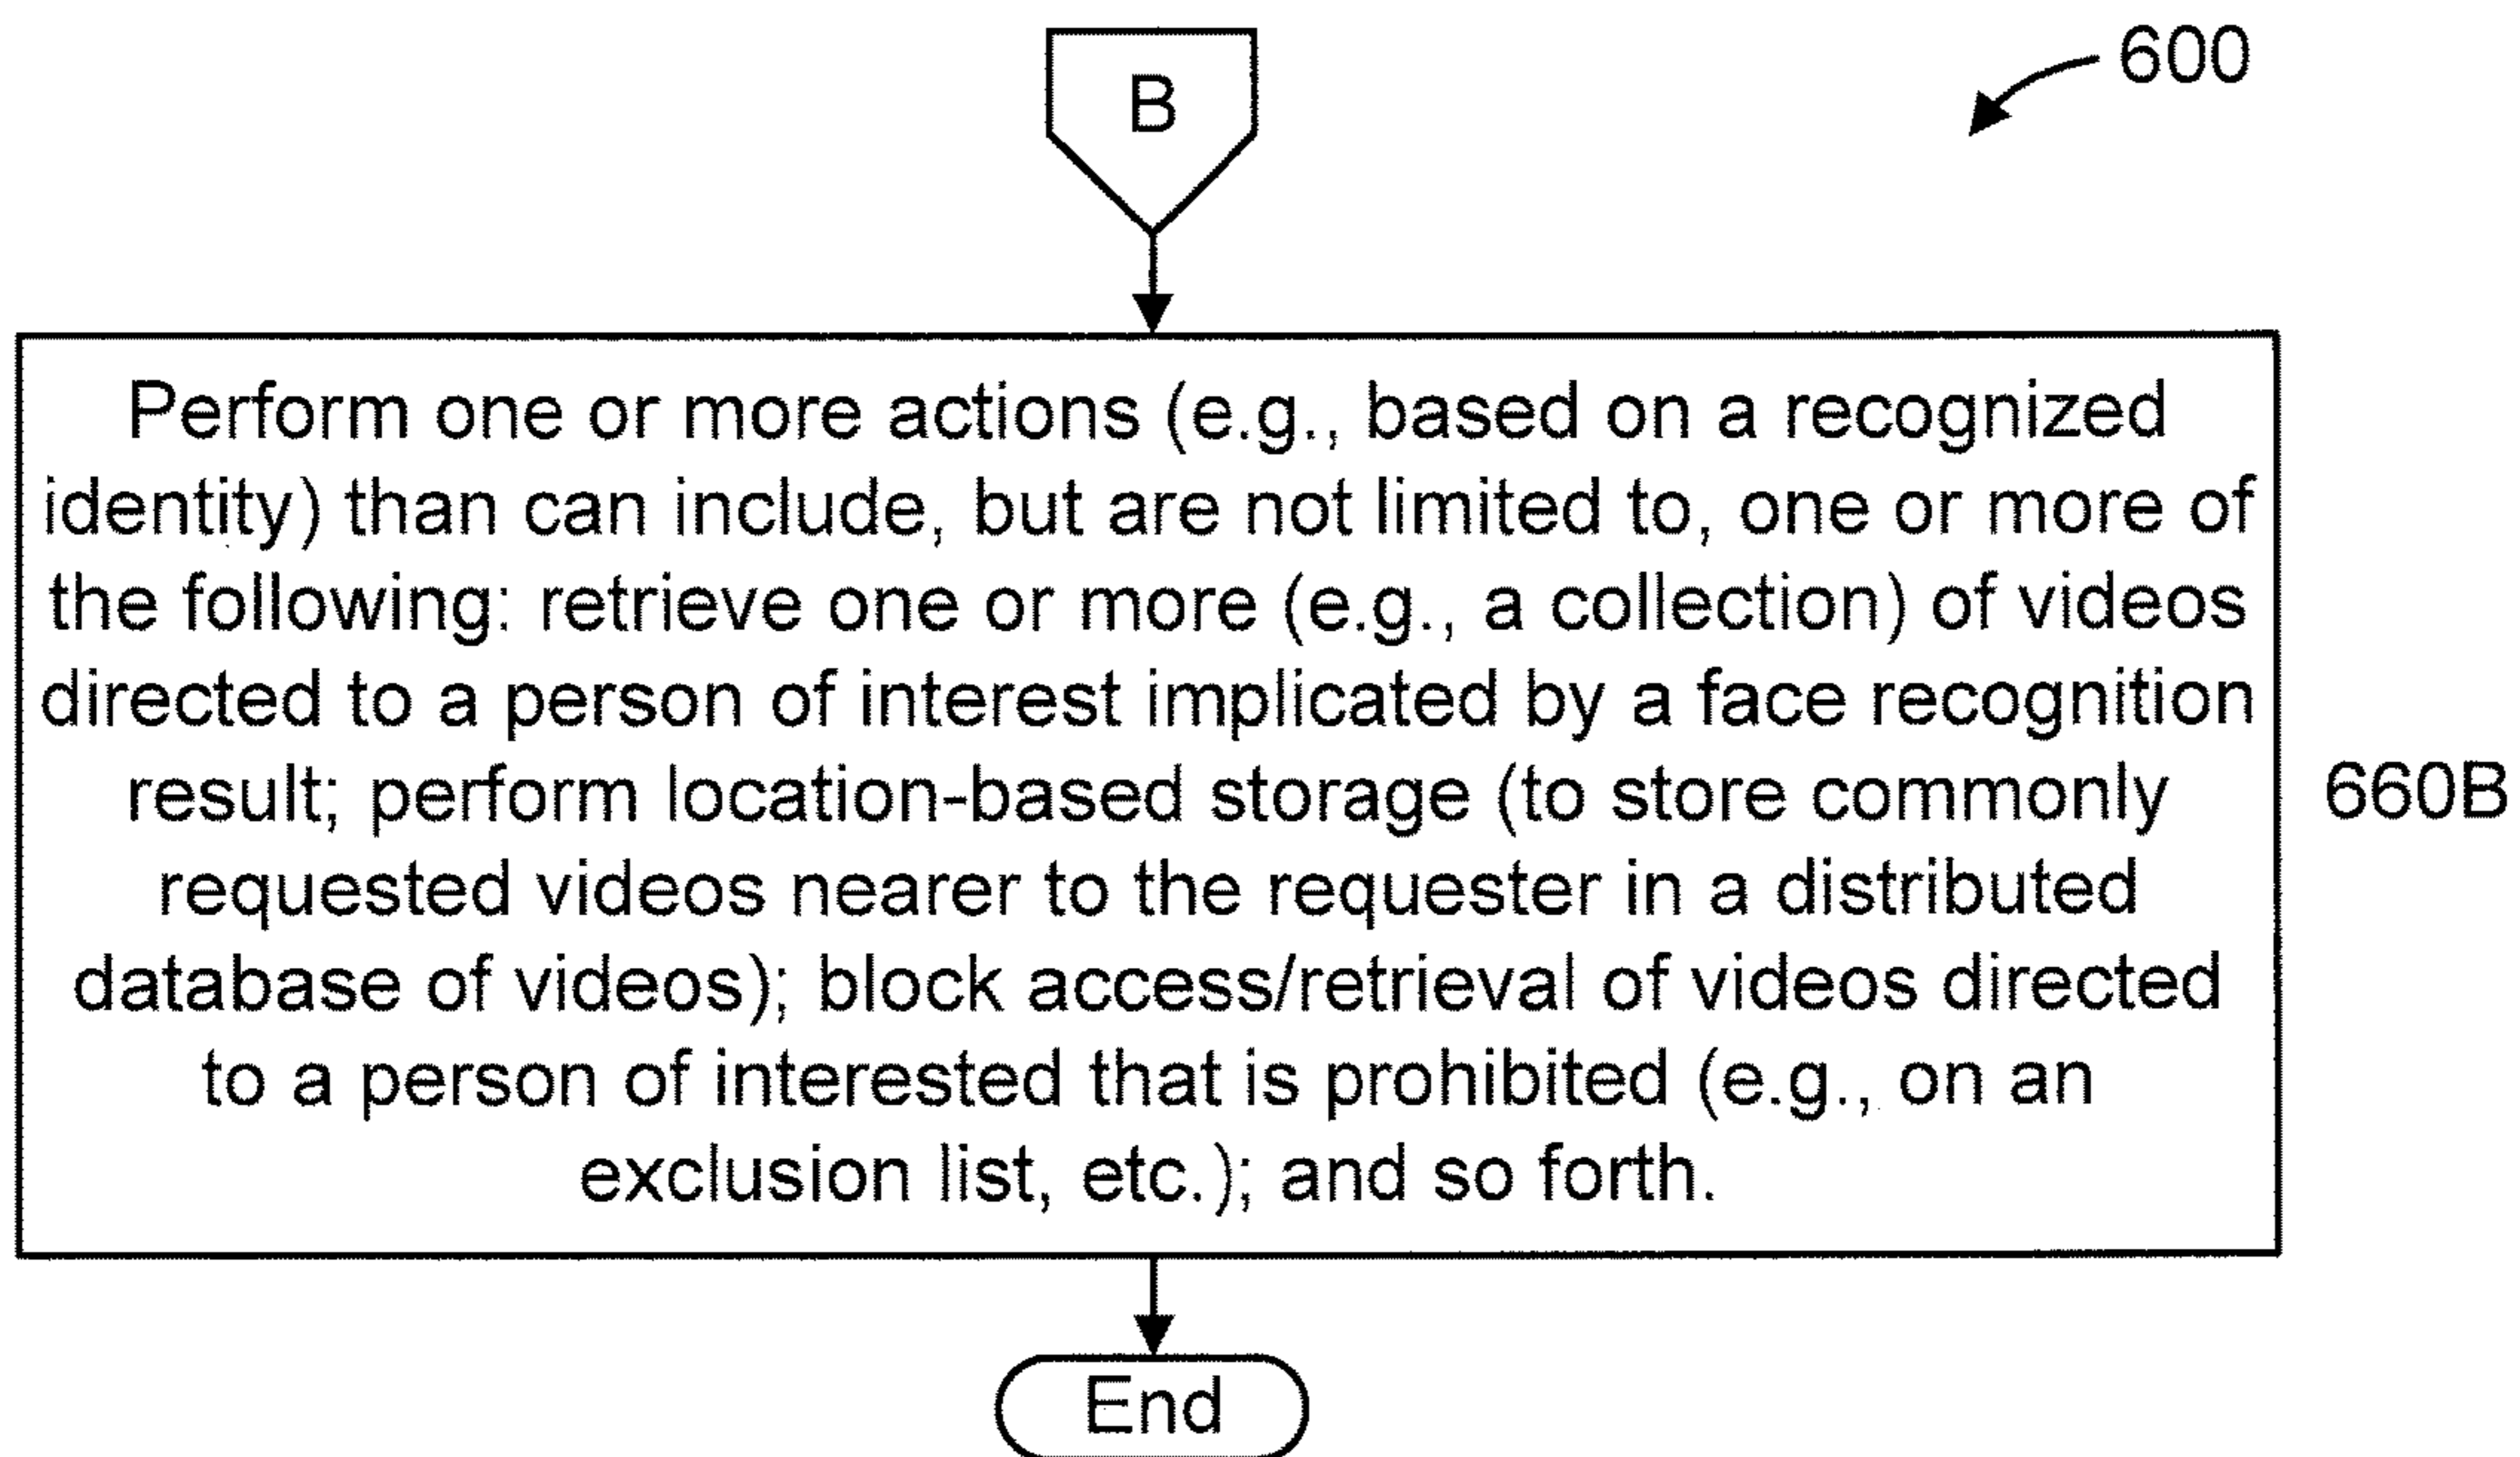 B
600
Perform one or more actions (e.g., based on a recognized
identity) than can include, but are not limited to, one or more of
the following: retrieve one or more (e.g., a collection) of videos
directed to a person of interest implicated by a face recognition
result; perform location-based storage (to store commonly
requested videos nearer to the requester in a distributed
database of videos); block access/retrieval of videos directed
to a person of interested that is prohibited (e.g., on an
exclusion list, etc.); and so forth.
660B
End